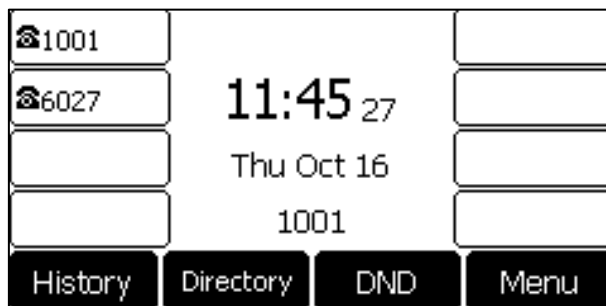 ☎1001
☎6027
11:45 27
Thu Oct 16
1001
History Directory DND Menu